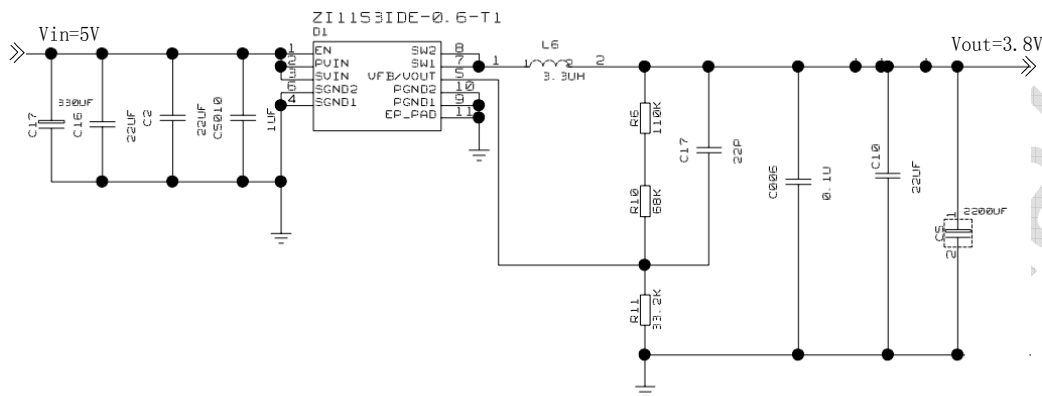 ZI1153IDE-0.6-T1
D1
Vin=5V
Vout=3.8V
1 EN
2 PVIN
3 SVIN
6 SGND2
4 SGND1
SW2 8
SW1 7
VFB/VOUT 5
PGND2 10
PGND1 9
EP_PAD 11
1 L6 2
3.3UH
C17 330UF
C16 22UF
C2 22UF
C5010 1UF
R6 110K
R10 68K
R11 33.2K
C17 22P
C006 0.1U
C10 22UF
C5 2200UF
1
2